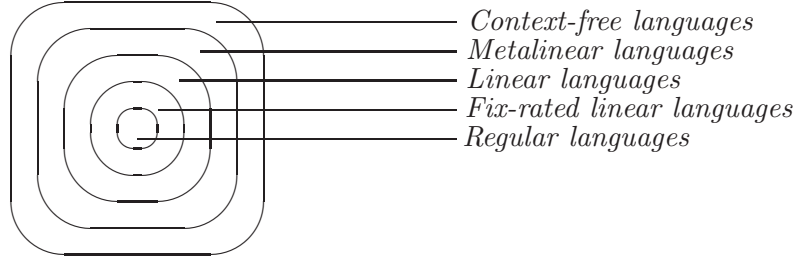 Context-free languages
Metalinear languages
Linear languages
Fix-rated linear languages
Regular languages